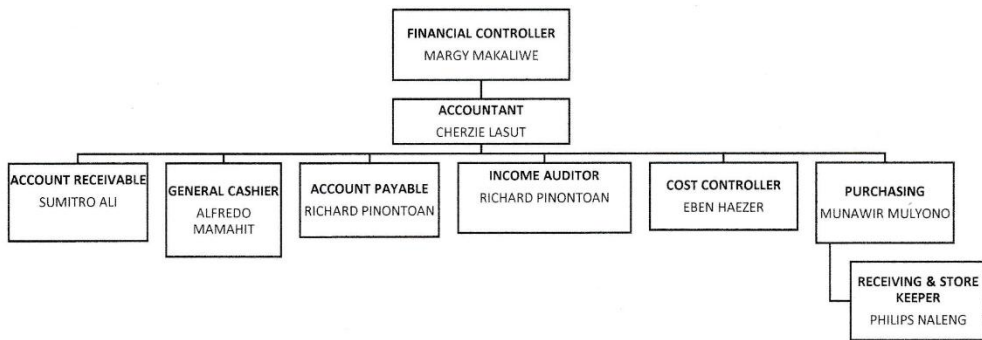 FINANCIAL CONTROLLER
MARGY MAKALIWE
ACCOUNTANT
CHERZIE LASUT
ACCOUNT RECEIVABLE
SUMITRO ALI
GENERAL CASHIER
ALFREDO
MAMAHIT
ACCOUNT PAYABLE
RICHARD PINONTOAN
INCOME AUDITOR
RICHARD PINONTOAN
COST CONTROLLER
EBEN HAEZER
PURCHASING
MUNAWIR MULYONO
RECEIVING & STORE
KEEPER
PHILIPS NALENG